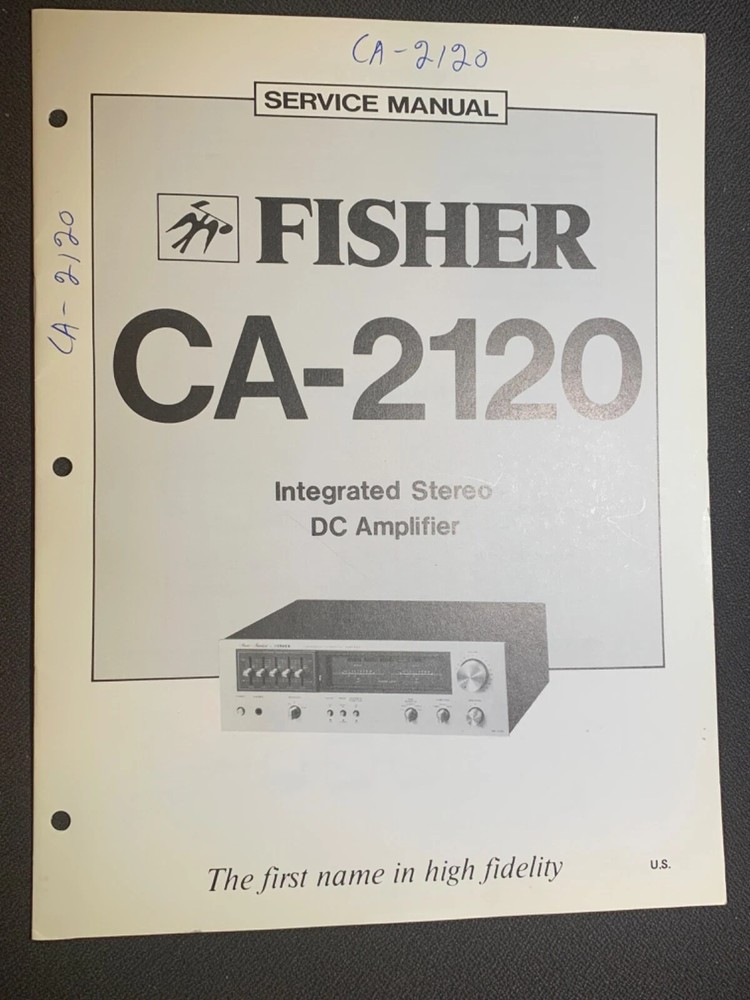 CA-2120
SERVICE MANUAL
FISHER
CA-2120
CA-2120
Integrated Stereo
DC Amplifier
FISHER
The first name in high fidelity
U.S.